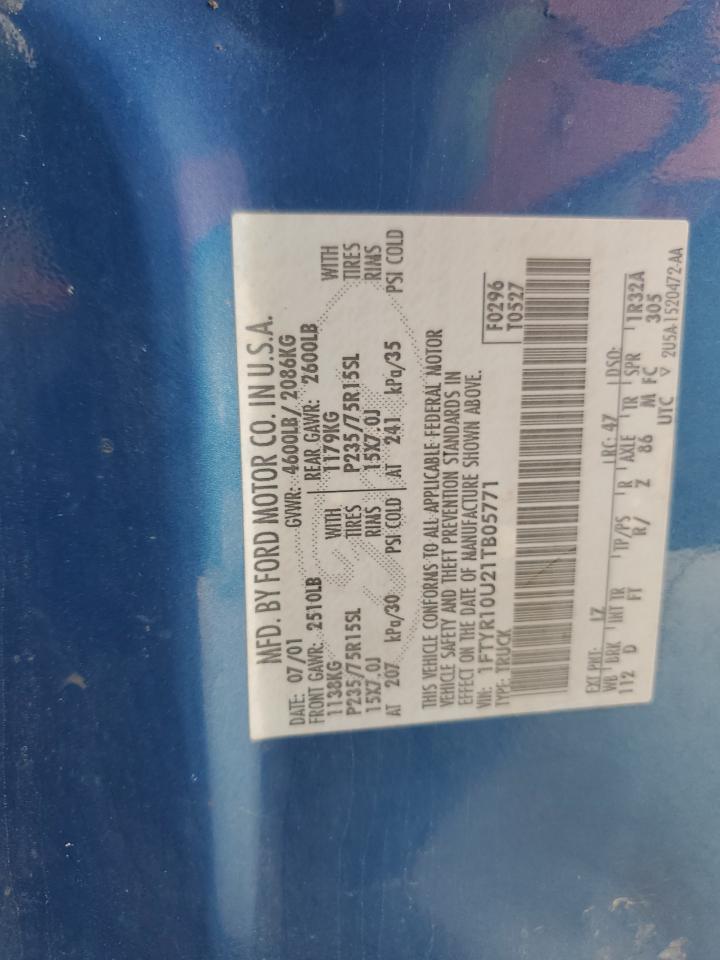 MFD. BY FORD MOTOR CO. IN U.S.A.
DATE: 07/01 GVWR: 4600LB/ 2086KG
FRONT GAWR: 2510LB REAR GAWR: 2600LB
1138KG WITH 1179KG WITH
P235/75R15SL TIRES P235/75R15SL TIRES
15X7.0J RIMS 15X7.0J RIMS
AT 207 kPa/30 PSI COLD AT 241 kPa/35 PSI COLD
THIS VEHICLE CONFORMS TO ALL APPLICABLE FEDERAL MOTOR
VEHICLE SAFETY AND THEFT PREVENTION STANDARDS IN
EFFECT ON THE DATE OF MANUFACTURE SHOWN ABOVE.
VIN: 1FTYR10U21TB05771 F0296
TYPE: TRUCK T0527
EXT PNT: LZ RC: 47 DSO:
WB BRK INT TR TP/PS R AXLE TR SPR 1R32A
112 D FT R/ Z 86 M FC 305
UTC ▽ 2U5A-1520472-AA